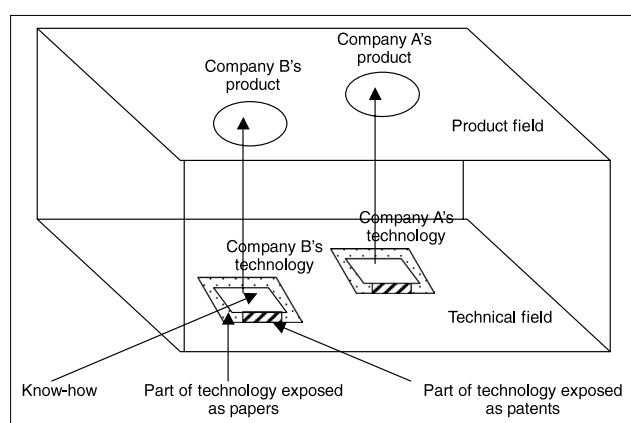 Company A's
product
Company B's
product
Product field
Company A's
technology
Company B's
technology
Technical field
Know-how
Part of technology exposed
as papers
Part of technology exposed
as patents